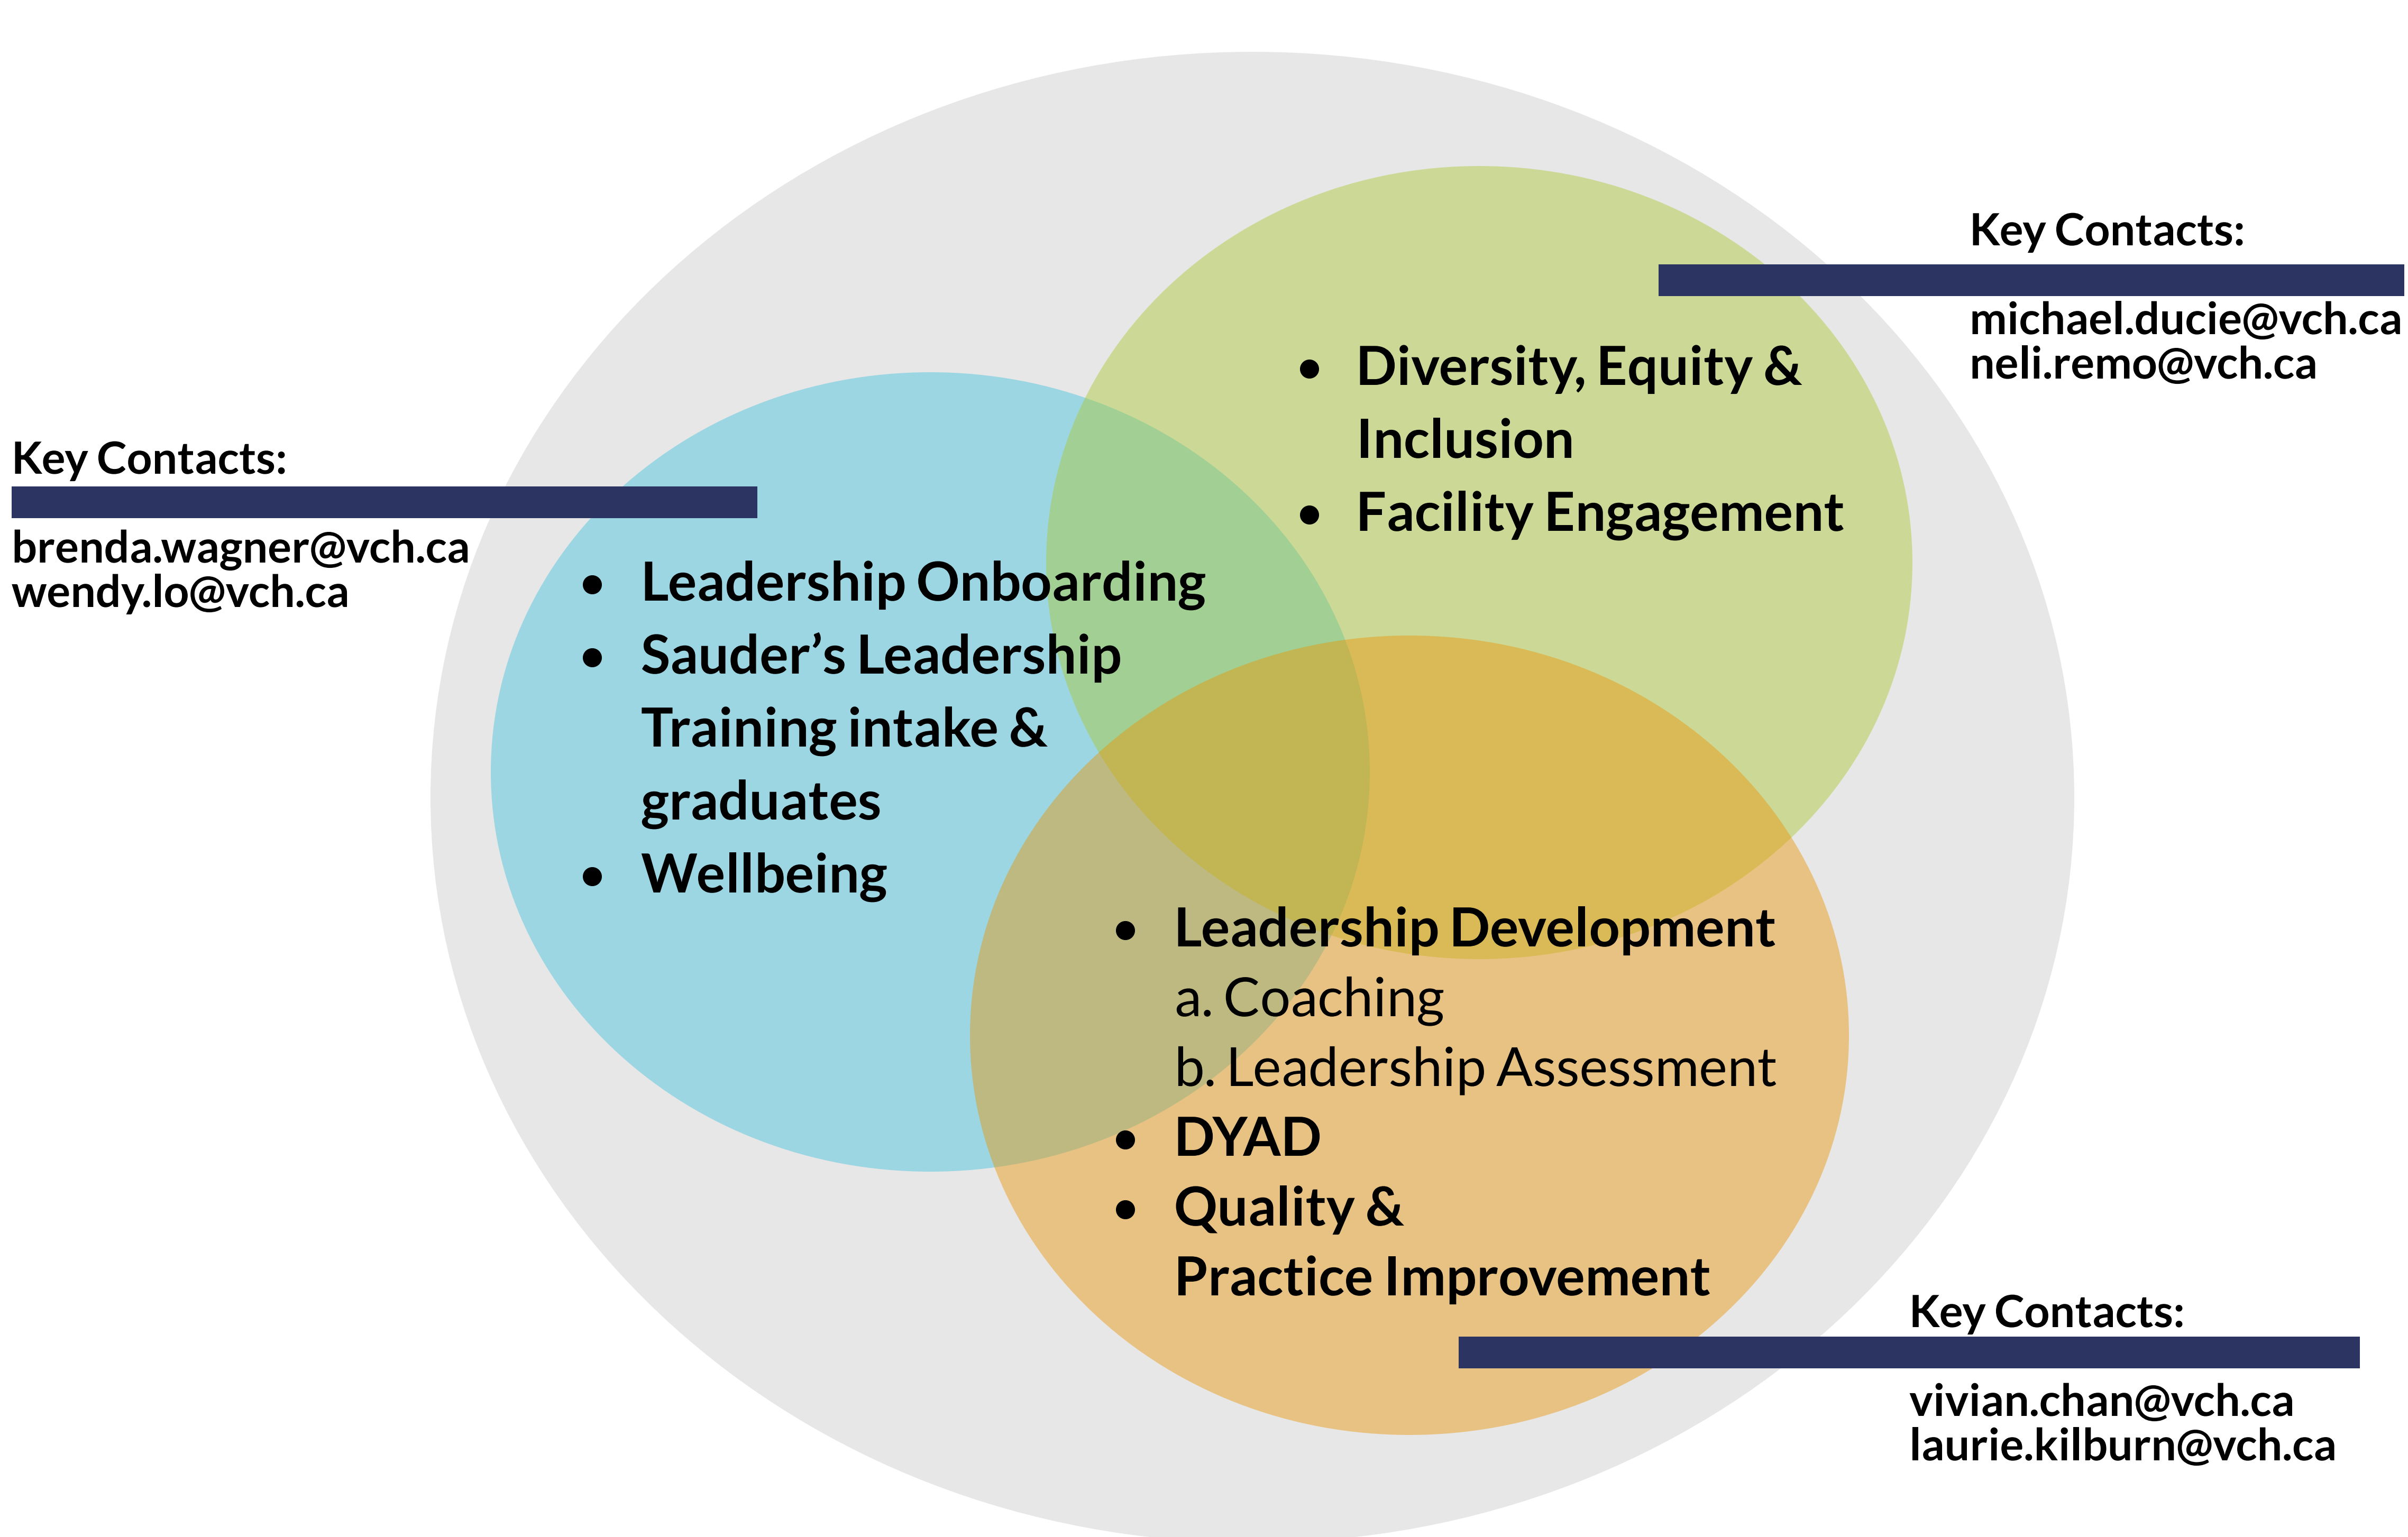 Key Contacts:
michael.ducie@vch.ca
neli.remo@vch.ca
• Diversity, Equity &
Inclusion
• Facility Engagement
Key Contacts:
brenda.wagner@vch.ca
wendy.lo@vch.ca
• Leadership Onboarding
• Sauder’s Leadership
Training intake &
graduates
• Wellbeing
• Leadership Development
a. Coaching
b. Leadership Assessment
• DYAD
• Quality &
Practice Improvement
Key Contacts:
vivian.chan@vch.ca
laurie.kilburn@vch.ca